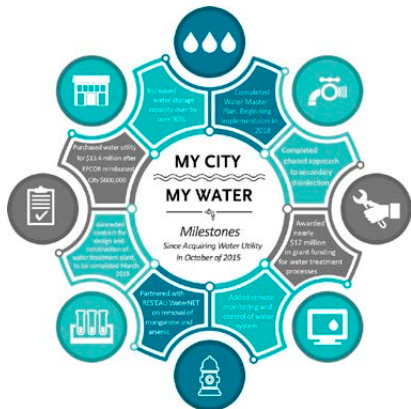 MY CITY
MY WATER
Milestones
Since Acquiring Water Utility
in October of 2015
Completed
Water Master
Plan. Beginning
implementation in
2018
Completed
phased approach
to secondary
disinfection
Awarded
nearly
$12 million
in grant funding
for water treatment
processes
Added remote
monitoring and
control of water
system
Partnered with
RESEAU WaterNET
on removal of
manganese and
arsenic
Awarded
contract for
design and
construction of
water treatment plant,
to be completed March
2019
Purchased water utility
for $33.4 million after
EPCOR reimbursed
City $600,000
Increased
water storage
capacity over by
over 30%